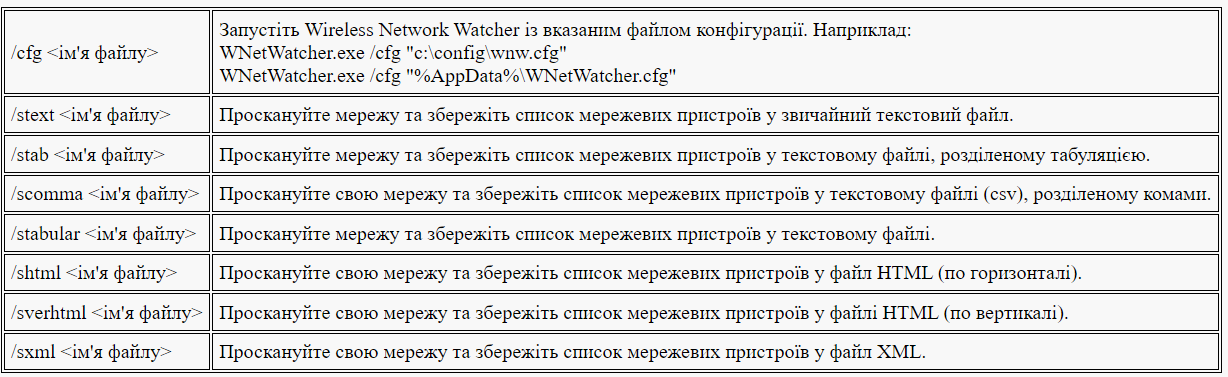 /cfg <ім'я файлу>
Запустіть Wireless Network Watcher із вказаним файлом конфігурації. Наприклад:
WNetWatcher.exe /cfg "c:\config\wnw.cfg"
WNetWatcher.exe /cfg "%AppData%\WNetWatcher.cfg"
/stext <ім'я файлу>
Проскануйте мережу та збережіть список мережевих пристроїв у звичайний текстовий файл.
/stab <ім'я файлу>
Проскануйте мережу та збережіть список мережевих пристроїв у текстовому файлі, розділеному табуляцією.
/scomma <ім'я файлу>
Проскануйте свою мережу та збережіть список мережевих пристроїв у текстовому файлі (csv), розділеному комами.
/stabular <ім'я файлу>
Проскануйте мережу та збережіть список мережевих пристроїв у текстовому файлі.
/shtml <ім'я файлу>
Проскануйте свою мережу та збережіть список мережевих пристроїв у файл HTML (по горизонталі).
/sverhtml <ім'я файлу>
Проскануйте свою мережу та збережіть список мережевих пристроїв у файлі HTML (по вертикалі).
/sxml <ім'я файлу>
Проскануйте свою мережу та збережіть список мережевих пристроїв у файл XML.